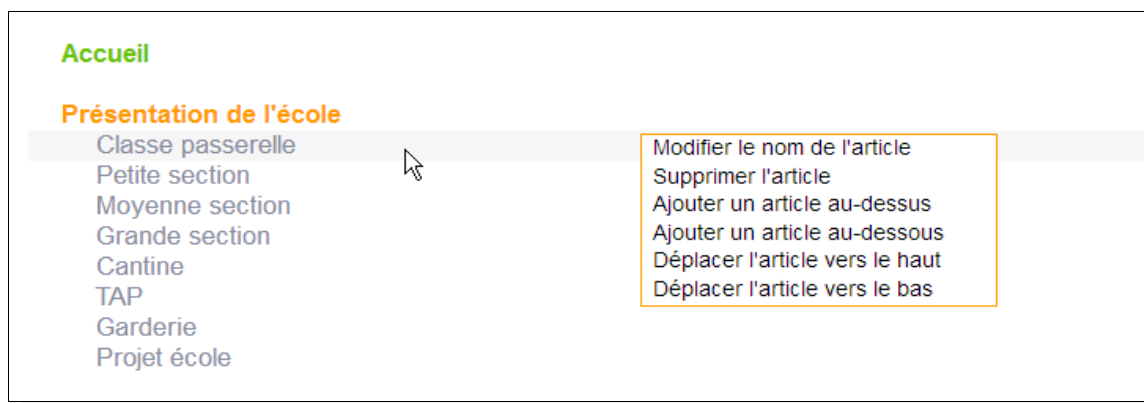 Accueil
Présentation de l'école
Classe passerelle
Petite section
Moyenne section
Grande section
Cantine
TAP
Garderie
Projet école
Modifier le nom de l'article
Supprimer l'article
Ajouter un article au-dessus
Ajouter un article au-dessous
Déplacer l'article vers le haut
Déplacer l'article vers le bas